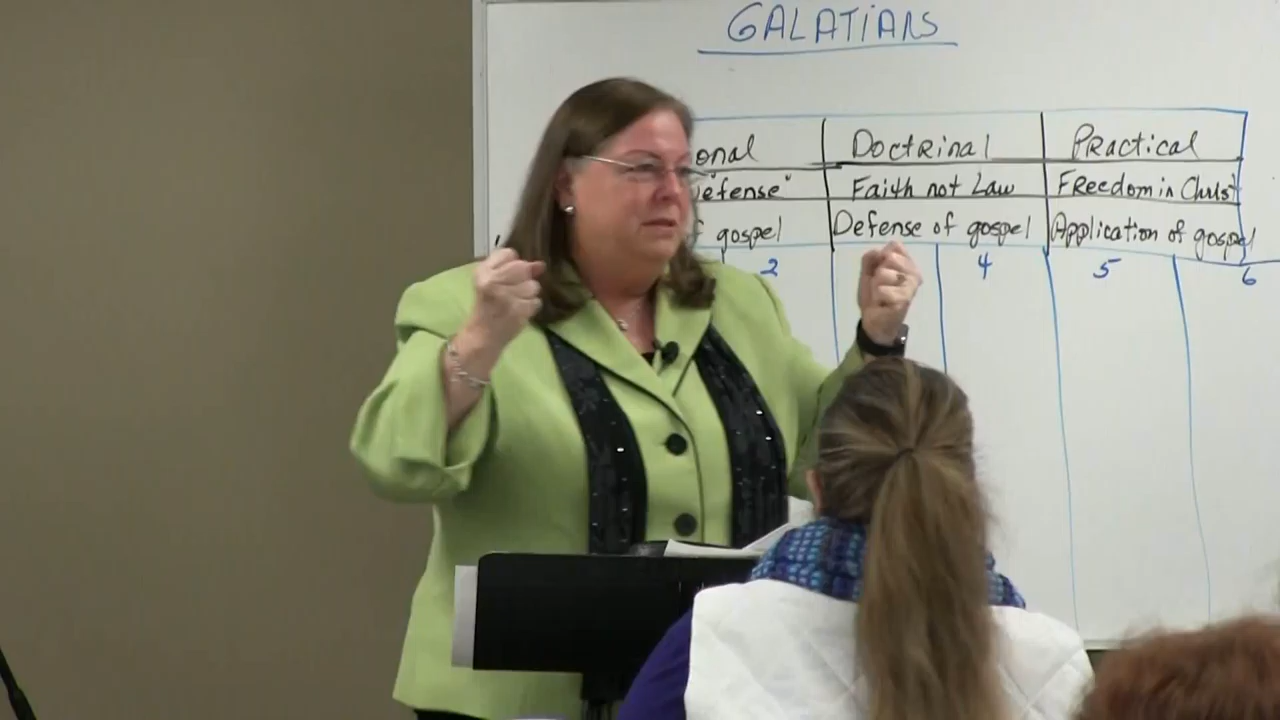 GALATIANS
onal Doctrinal Practical
efense" Faith not Law Freedom in Christ
gospel Defense of gospel Application of gospel
2 4 5 6